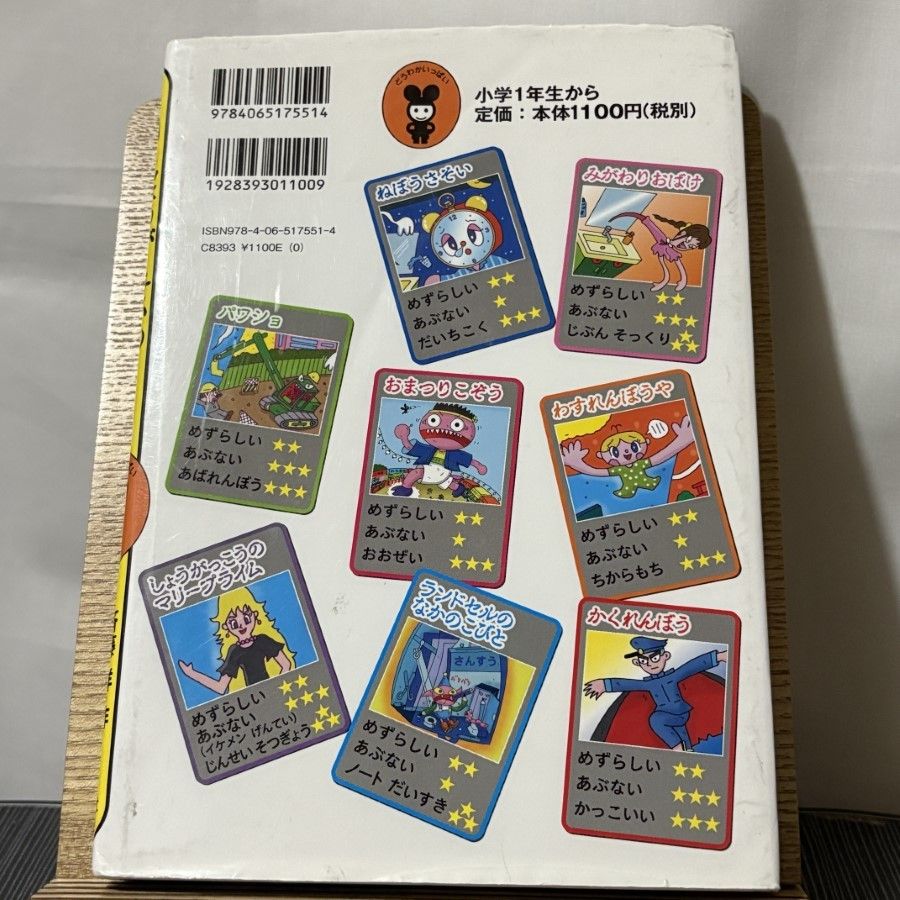 9784065175514
1928393011009
ISBN978-4-06-517551-4
C8393 ¥1100E (0)
どうわがいっぱい
小学1年生から
定価:本体1100円(税別)
ねぼうさそい
めずらしい ★★
あぶない ★
だいちこく ★★★
みがわりおばけ
めずらしい ★★
あぶない ★★★
じぶん そっくり ★★★
パワショ
めずらしい ★★
あぶない ★★★
あばれんぼう ★★★
おまつりこぞう
めずらしい ★★
あぶない ★
おおぜい ★★★
わすれんぼうや
めずらしい ★★
あぶない ★
ちからもち ★★★
しょうがっこうの
マリープライム
めずらしい ★★
あぶない ★★★
(イケメン げんてい)
じんせい そつぎょう ★★★
ランドセルの
なかのこびと
さんすう
めずらしい ★★
あぶない ★
ノート だいすき ★★★
かくれんぼう
めずらしい ★★
あぶない ★★★
かっこいい ★★★